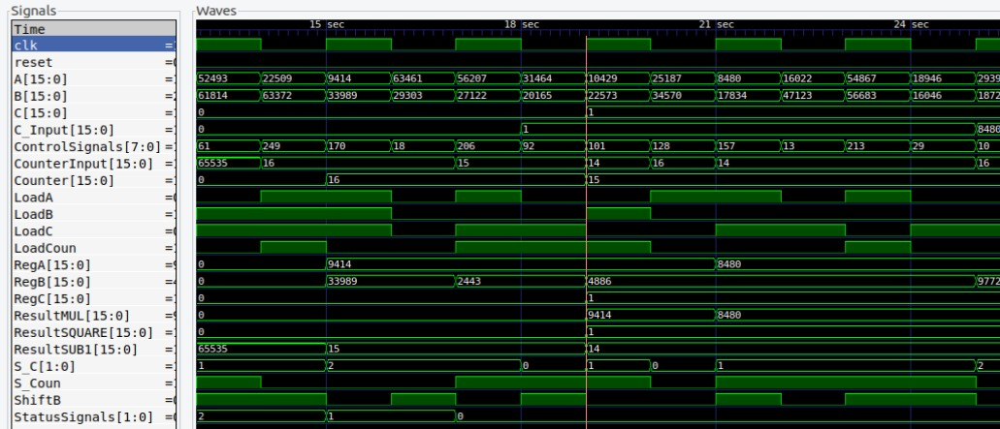 Signals Waves
Time 15 sec 18 sec 21 sec 24 sec
clk
reset
A[15:0] 52493 22509 9414 63461 56207 31464 10429 25187 8480 16022 54867 18946
B[15:0] 61814 63372 33989 29303 27122 20165 22573 34570 17834 47123 56683 16046
C[15:0] 0 1
C_Input[15:0] 0 1 8480
ControlSignals[7:0] 61 249 170 18 206 92 101 128 157 13 213 29 10
CounterInput[15:0] 65535 16 15 14 16 14 16
Counter[15:0] 0 16 15
LoadA
LoadB
LoadC
LoadCoun
RegA[15:0] 0 9414 8480
RegB[15:0] 0 33989 2443 4886 9772
RegC[15:0] 0 1
ResultMUL[15:0] 0 9414 8480
ResultSQUARE[15:0] 0 1
ResultSUB1[15:0] 65535 15 14
S_C[1:0] 1 2 0 1 0 1 2
S_Coun
ShiftB
StatusSignals[1:0] 2 1 0